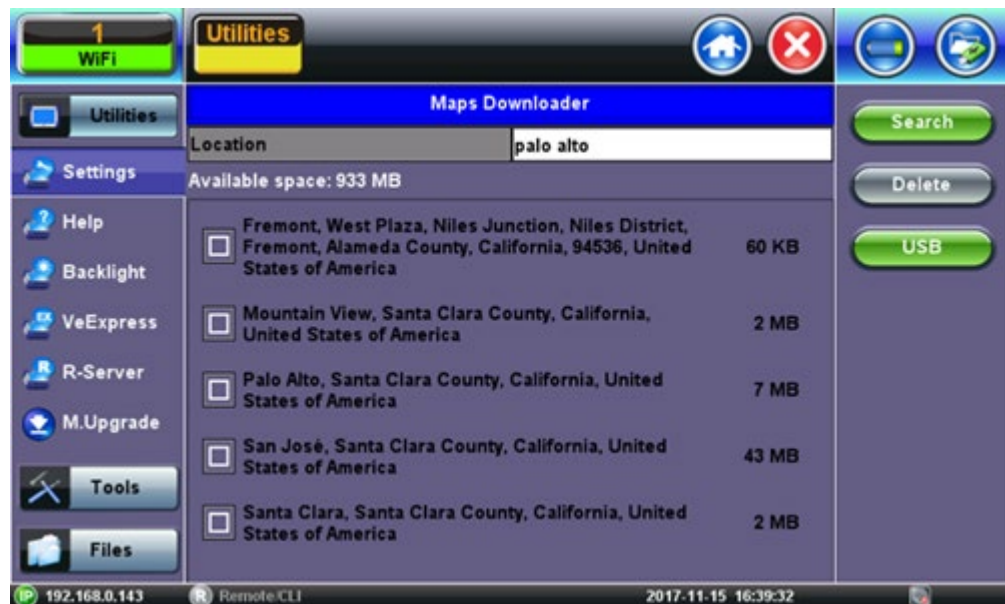 1
WiFi
Utilities
Utilities
Settings
Help
Backlight
VeExpress
R-Server
M.Upgrade
Tools
Files
Maps Downloader
Location
palo alto
Available space: 933 MB
Fremont, West Plaza, Niles Junction, Niles District,
Fremont, Alameda County, California, 94536, United
States of America
60 KB
Mountain View, Santa Clara County, California,
United States of America
2 MB
Palo Alto, Santa Clara County, California, United
States of America
7 MB
San José, Santa Clara County, California, United
States of America
43 MB
Santa Clara, Santa Clara County, California, United
States of America
2 MB
Search
Delete
USB
IP 192.168.0.143
R Remote/CLI
2017-11-15 16:39:32